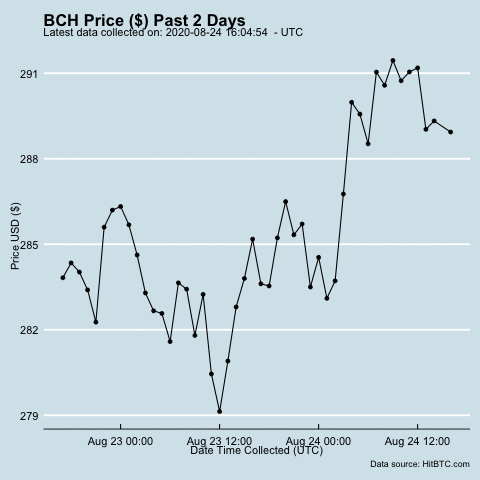 BCH Price ($) Past 2 Days
Latest data collected on: 2020-08-24 16:04:54 - UTC
291
288
285
282
279
Price USD ($)
Aug 23 00:00 Aug 23 12:00 Aug 24 00:00 Aug 24 12:00
Date Time Collected (UTC)
Data source: HitBTC.com